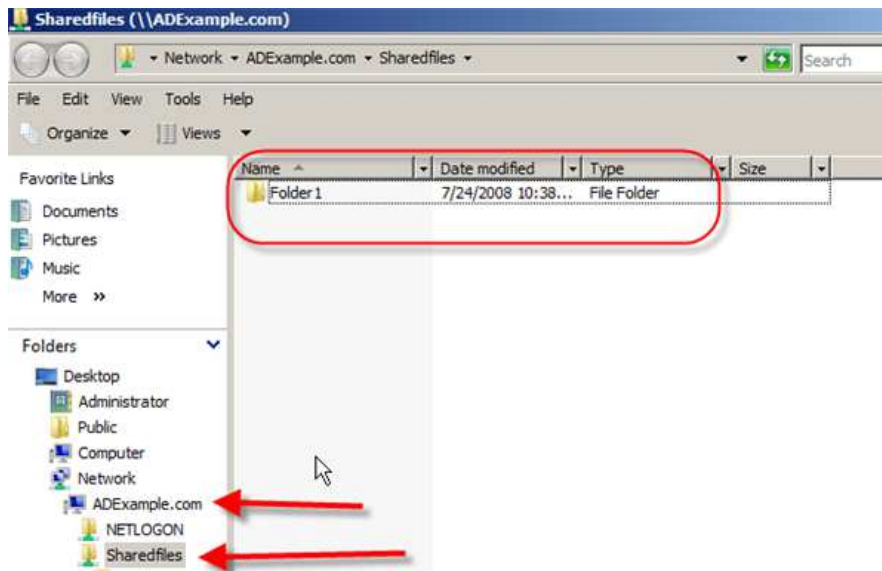 Sharedfiles (\\ADExample.com)
Network ADExample.com Sharedfiles
Search
File Edit View Tools Help
Organize Views
Favorite Links
Documents
Pictures
Music
More »
Folders
Desktop
Administrator
Public
Computer
Network
ADExample.com
NETLOGON
Sharedfiles
Name Date modified Type Size
Folder1 7/24/2008 10:38... File Folder